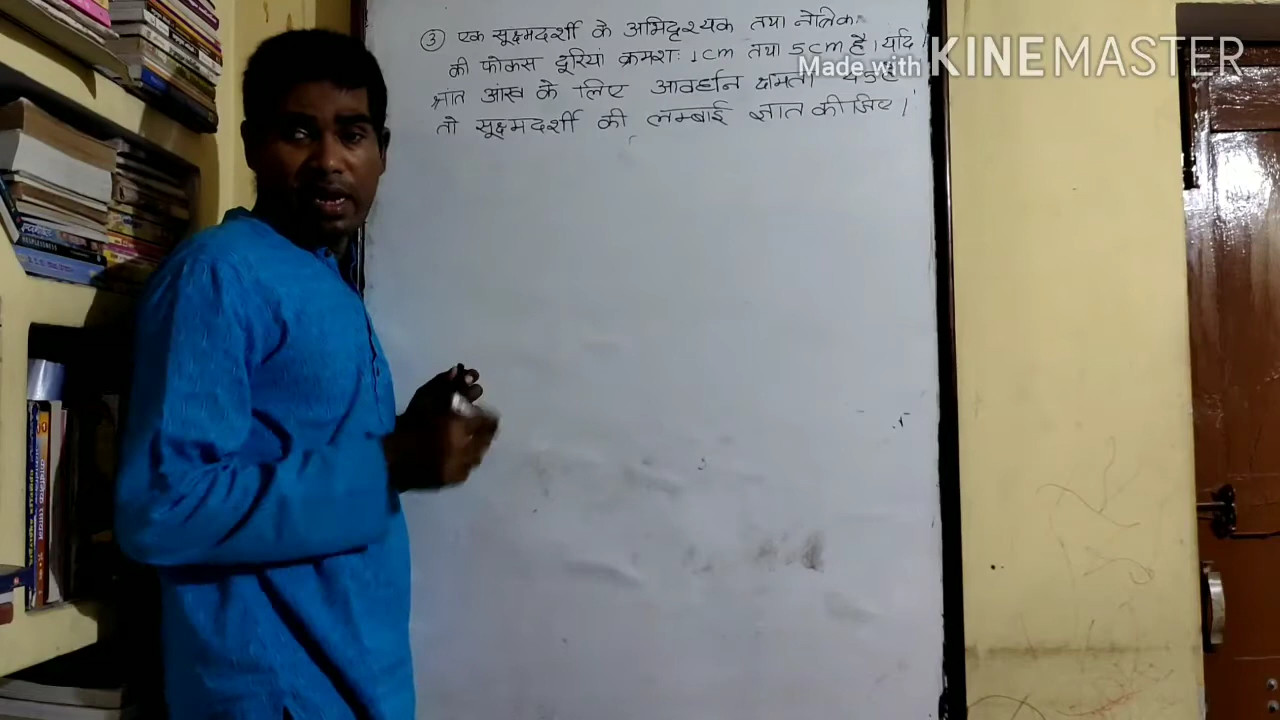 ③ एक सूक्ष्मदर्शी के अभिदृश्यक तथा नेत्रिका
की फोकस दूरियां क्रमशः 1cm तथा 5cm है। यदि
श्रांत आंख के लिए आवर्धन क्षमता
तो सूक्ष्मदर्शी की लम्बाई ज्ञात कीजिए।
Made with KINEMASTER
HELPLESSNESS